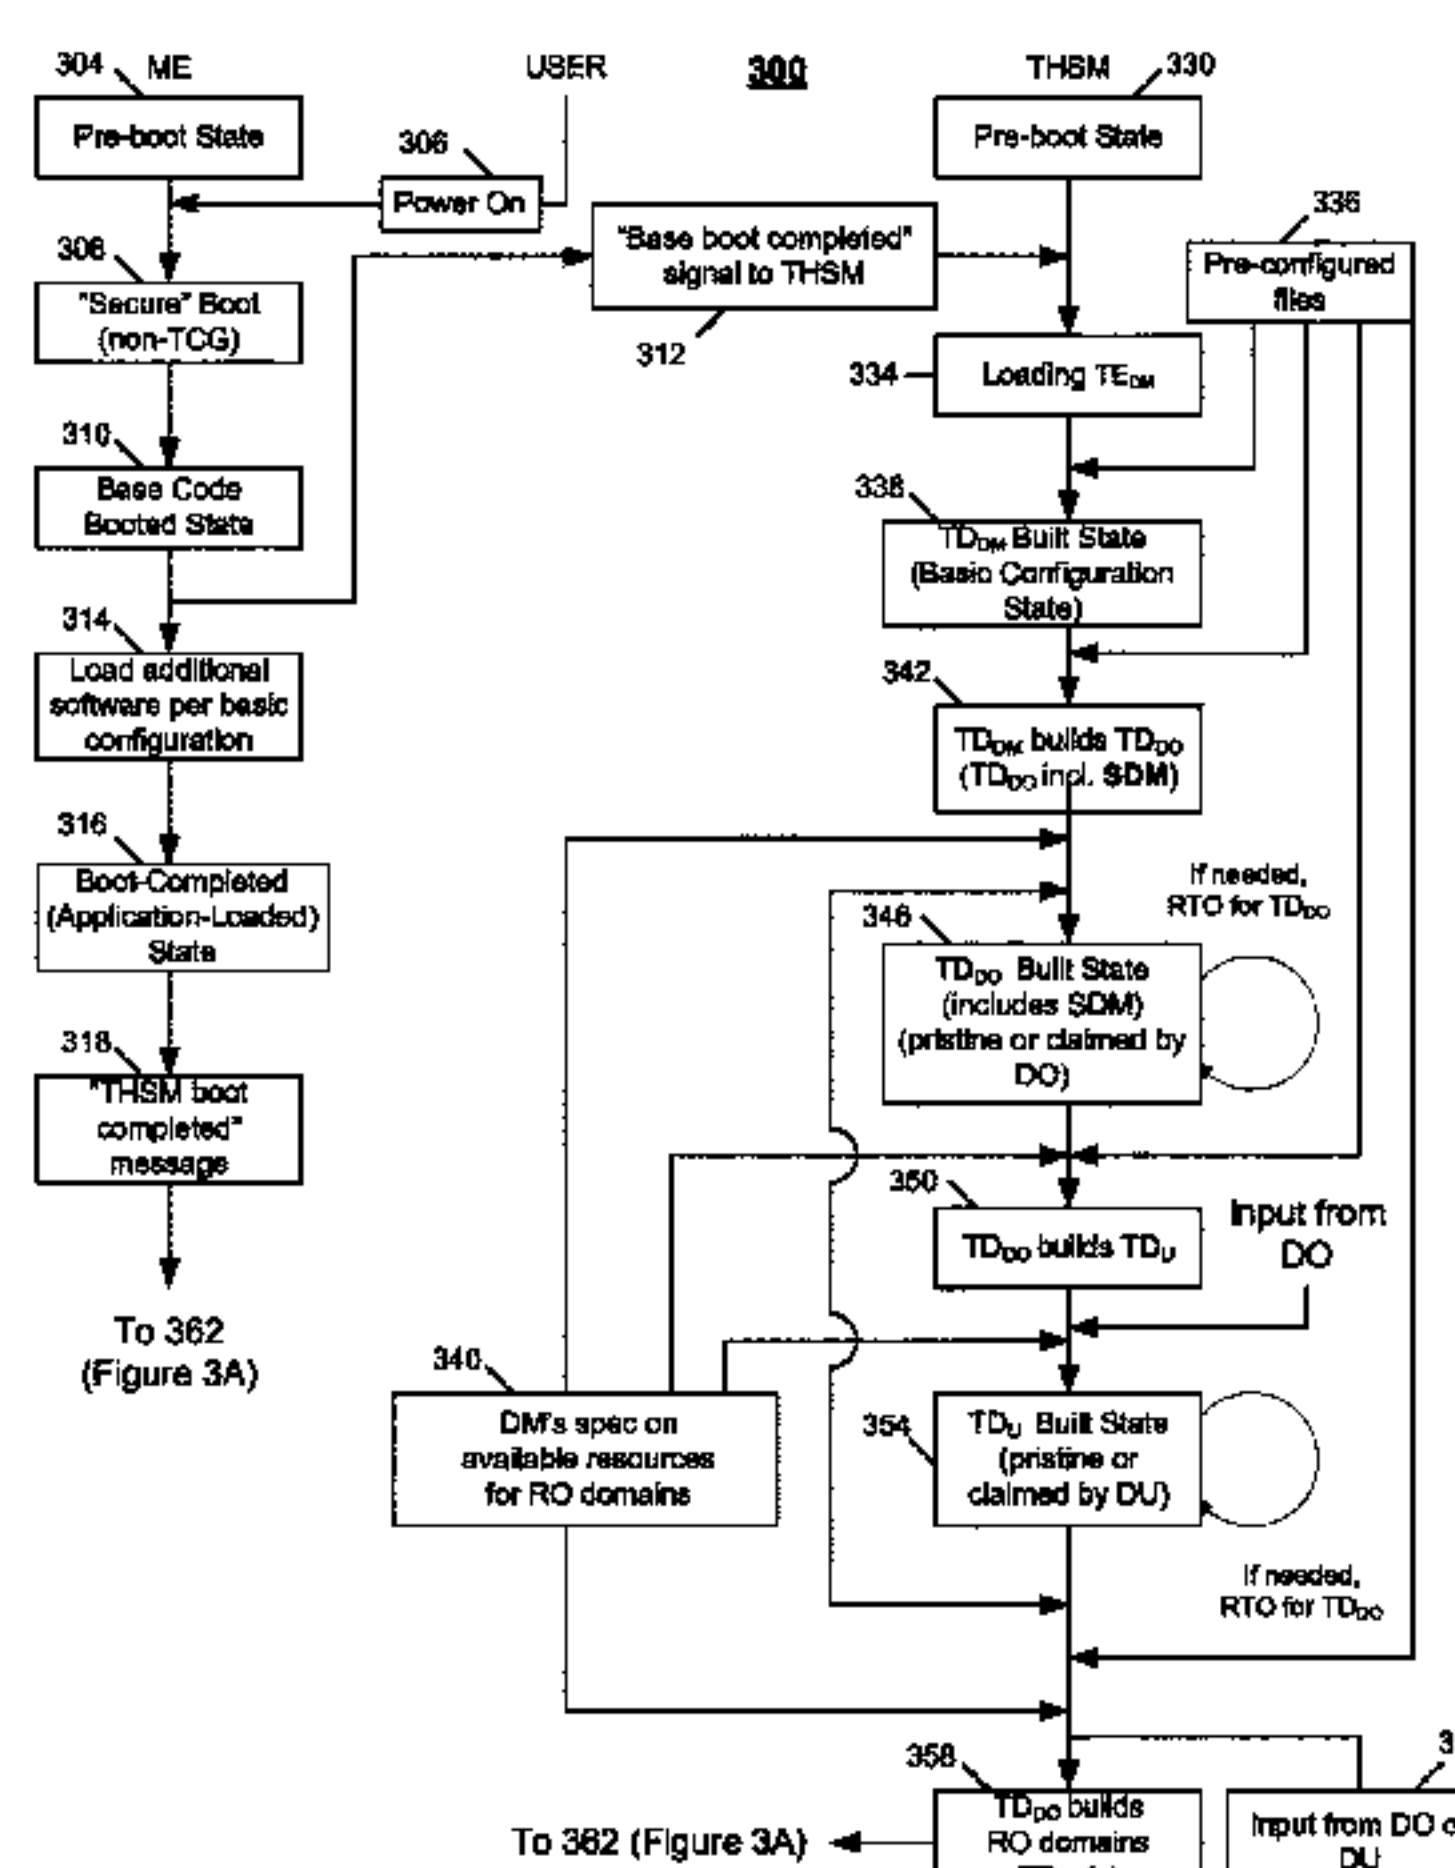 304 ME
USER
300
THSM 330
Pre-boot State
Pre-boot State
306
Power On
336
308
"Base boot completed"
signal to THSM
Pre-configured
files
"Secure" Boot
(non-TCG)
312
334
Loading TEDM
310
Base Code
Booted State
338
TDDM Built State
(Basic Configuration
State)
314
Load additional
software per basic
configuration
342
TDDM builds TDDO
(TDDO incl. SDM)
316
Boot-Completed
(Application-Loaded)
State
If needed,
RTO for TDDO
346
TDDO Built State
(includes SDM)
(pristine or claimed by
DO)
318
"THSM boot
completed"
message
350
TDDO builds TDU
Input from
DO
To 362
(Figure 3A)
340
DM's spec on
available resources
for RO domains
354
TDU Built State
(pristine or
claimed by DU)
If needed,
RTO for TDDO
358
TDDO builds
RO domains
To 362 (Figure 3A)
Input from DO
DU